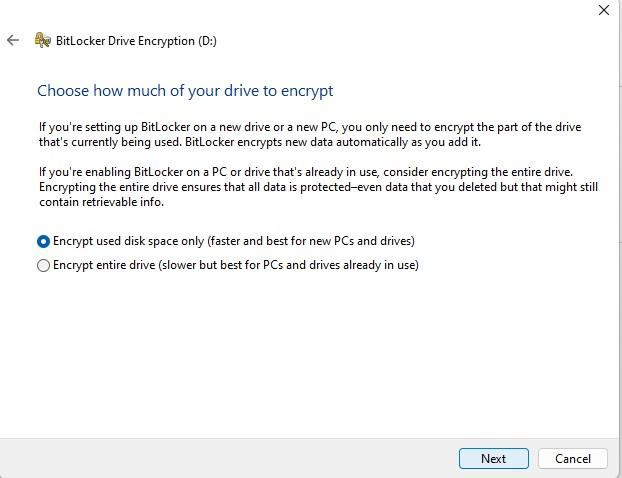 BitLocker Drive Encryption (D:)
Choose how much of your drive to encrypt
If you're setting up BitLocker on a new drive or a new PC, you only need to encrypt the part of the drive
that's currently being used. BitLocker encrypts new data automatically as you add it.
If you're enabling BitLocker on a PC or drive that's already in use, consider encrypting the entire drive.
Encrypting the entire drive ensures that all data is protected–even data that you deleted but that might still
contain retrievable info.
Encrypt used disk space only (faster and best for new PCs and drives)
Encrypt entire drive (slower but best for PCs and drives already in use)
Next
Cancel